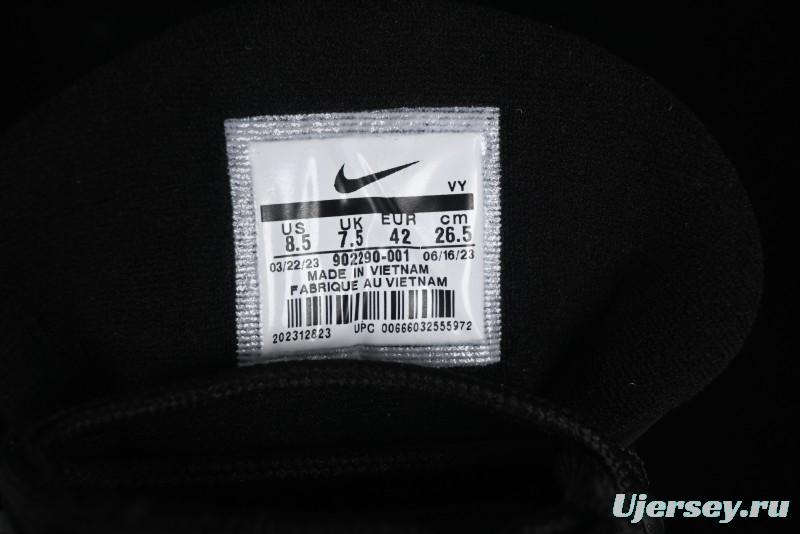 VY
US UK EUR cm
8.5 7.5 42 26.5
03/22/23 902290-001 06/16/23
MADE IN VIETNAM
FABRIQUE AU VIETNAM
202312823 UPC 00666032555972
Ujersey.ru